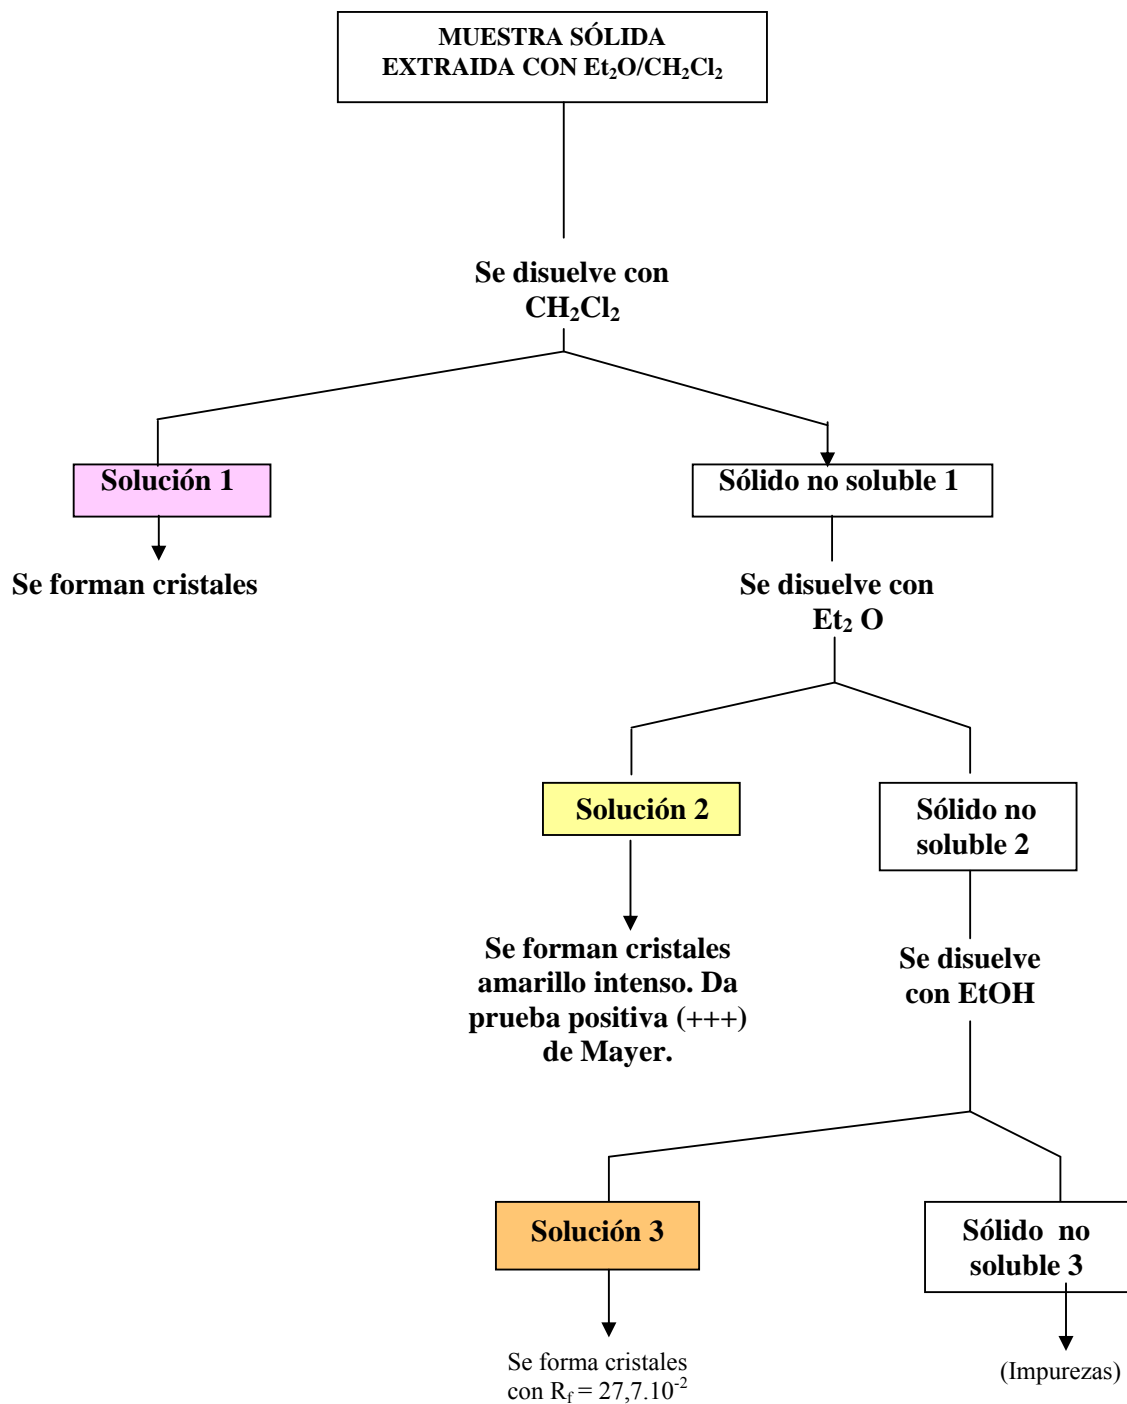 MUESTRA SÓLIDA
EXTRAIDA CON Et₂O/CH₂Cl₂
Se disuelve con
CH₂Cl₂
Solución 1
Sólido no soluble 1
Se forman cristales
Se disuelve con
Et₂ O
Solución 2
Sólido no
soluble 2
Se forman cristales
amarillo intenso. Da
prueba positiva (+++)
de Mayer.
Se disuelve
con EtOH
Solución 3
Sólido no
soluble 3
Se forma cristales
con R_f = 27,7.10⁻²
(Impurezas)